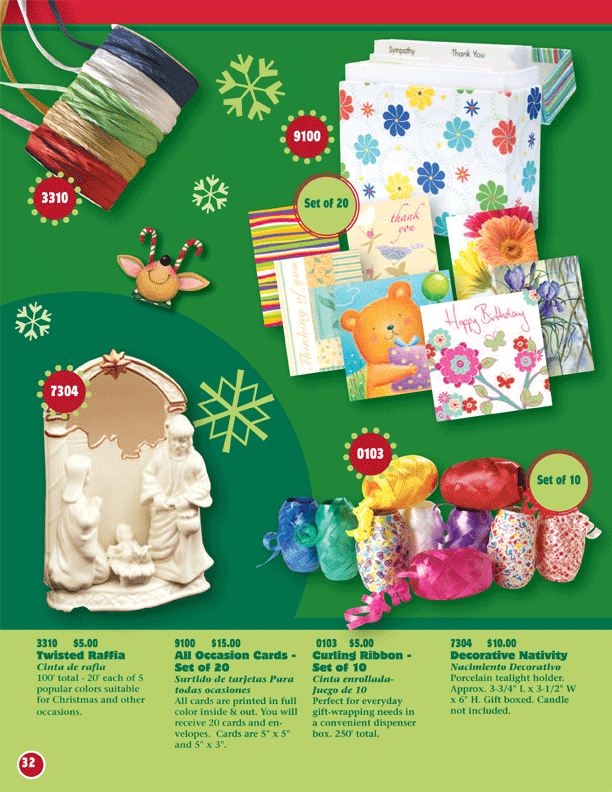 Sympathy
Thank You
9100
3310
Set of 20
thank
you
Thinking of you
Happy Birthday
7304
0103
Set of 10
3310 $5.00
Twisted Raffia
Cinta de rafia
100' total - 20' each of 5
popular colors suitable
for Christmas and other
occasions.
9100 $15.00
All Occasion Cards -
Set of 20
Surtido de tarjetas Para
todas ocasiones
All cards are printed in full
color inside & out. You will
receive 20 cards and en-
velopes. Cards are 5" x 5"
and 5" x 3".
0103 $5.00
Curling Ribbon -
Set of 10
Cinta enrollada-
Juego de 10
Perfect for everyday
gift-wrapping needs in
a convenient dispenser
box. 250' total.
7304 $10.00
Decorative Nativity
Nacimiento Decorativo
Porcelain tealight holder.
Approx. 3-3/4" L x 3-1/2" W
x 6" H. Gift boxed. Candle
not included.
32